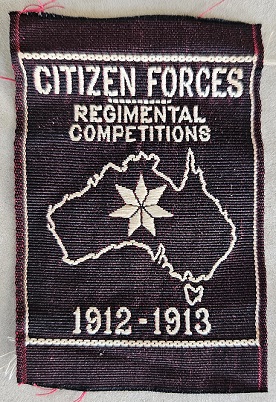 CITIZEN FORCES
REGIMENTAL
COMPETITIONS
1912-1913